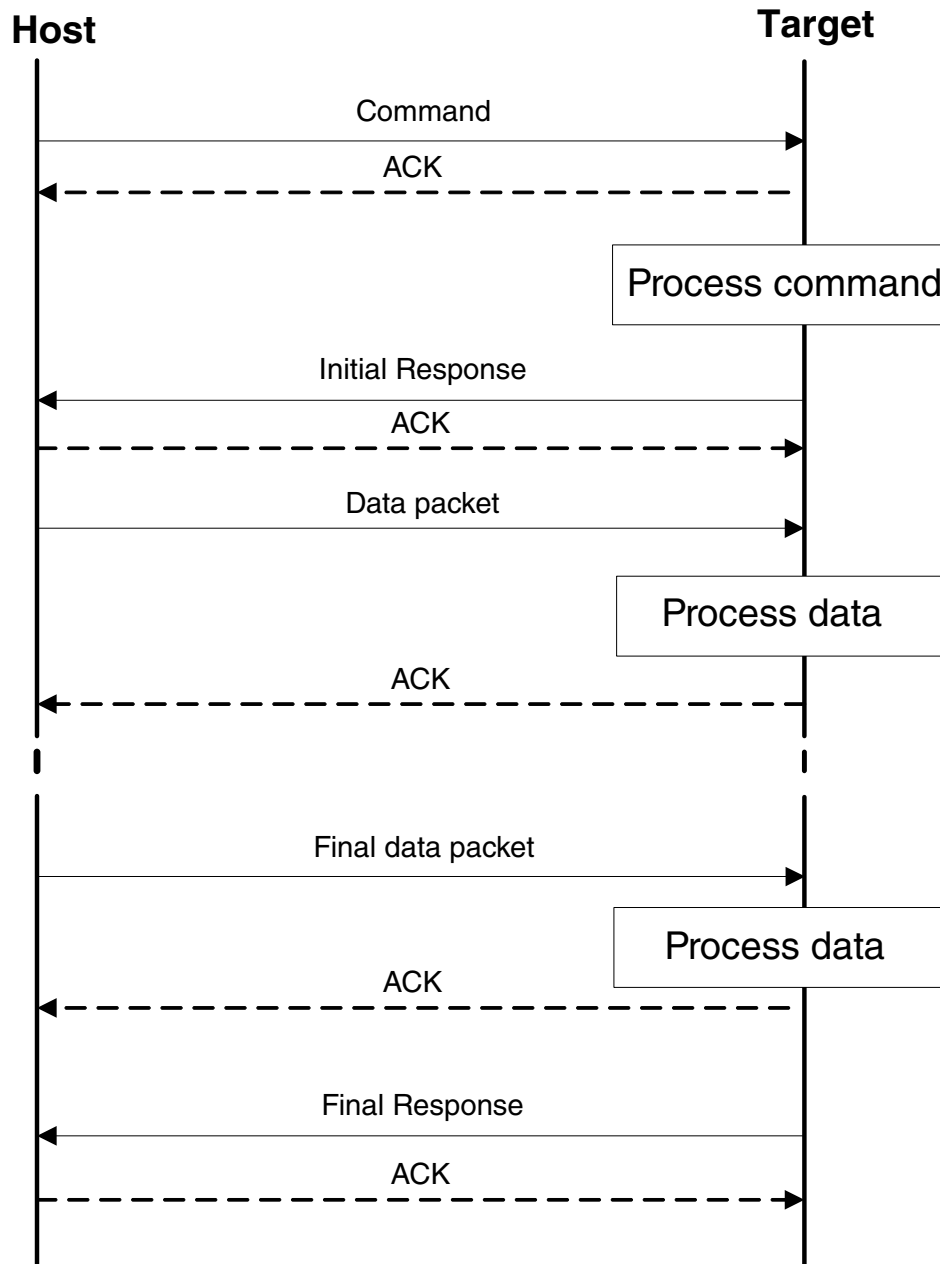 Host
Target
Command
ACK
Process command
Initial Response
ACK
Data packet
Process data
ACK
Final data packet
Process data
ACK
Final Response
ACK